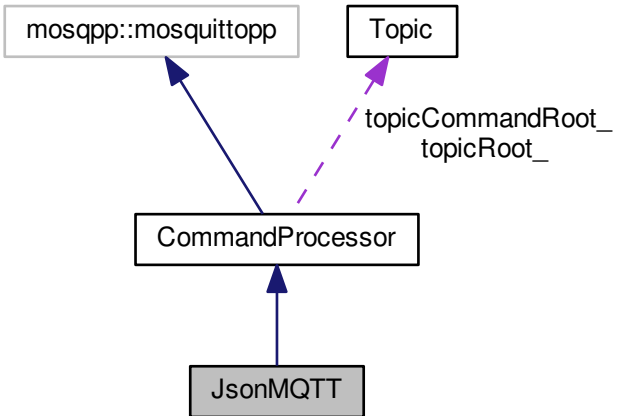 mosqpp::mosquittopp
Topic
topicCommandRoot_
topicRoot_
CommandProcessor
JsonMQTT